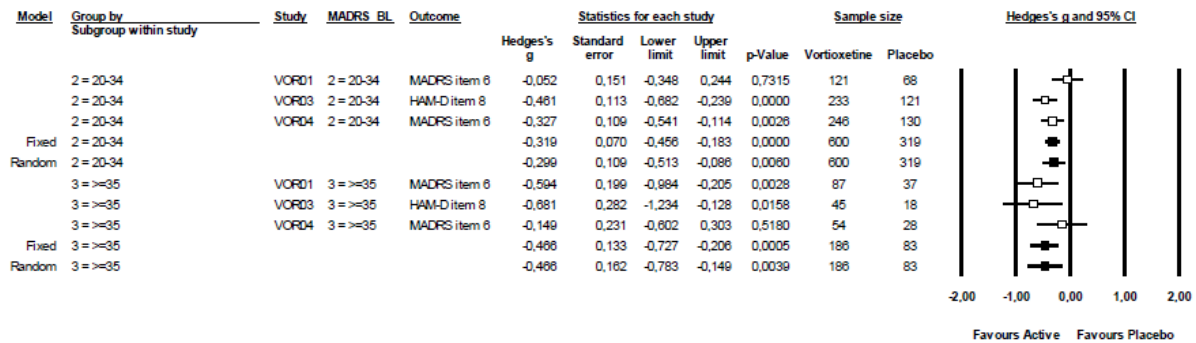 Model Group by Study MADRS_BL Outcome Statistics for each study Sample size Hedges's g and 95% CI
Subgroup within study
Hedges's Standard Lower Upper
g error limit limit p-Value Vortioxetine Placebo
2 = 20-34 VOR01 2 = 20-34 MADRS item 6 -0,052 0,151 -0,348 0,244 0,7315 121 68
2 = 20-34 VOR03 2 = 20-34 HAM-D item 8 -0,461 0,113 -0,682 -0,239 0,0000 233 121
2 = 20-34 VOR04 2 = 20-34 MADRS item 6 -0,327 0,109 -0,541 -0,114 0,0026 246 130
Fixed 2 = 20-34 -0,319 0,070 -0,456 -0,183 0,0000 600 319
Random 2 = 20-34 -0,299 0,109 -0,513 -0,086 0,0060 600 319
3 = >=35 VOR01 3 = >=35 MADRS item 6 -0,594 0,199 -0,984 -0,205 0,0028 87 37
3 = >=35 VOR03 3 = >=35 HAM-D item 8 -0,681 0,282 -1,234 -0,128 0,0158 45 18
3 = >=35 VOR04 3 = >=35 MADRS item 6 -0,149 0,231 -0,602 0,303 0,5180 54 28
Fixed 3 = >=35 -0,466 0,133 -0,727 -0,206 0,0005 186 83
Random 3 = >=35 -0,466 0,162 -0,783 -0,149 0,0039 186 83
-2,00 -1,00 0,00 1,00 2,00
Favours Active Favours Placebo